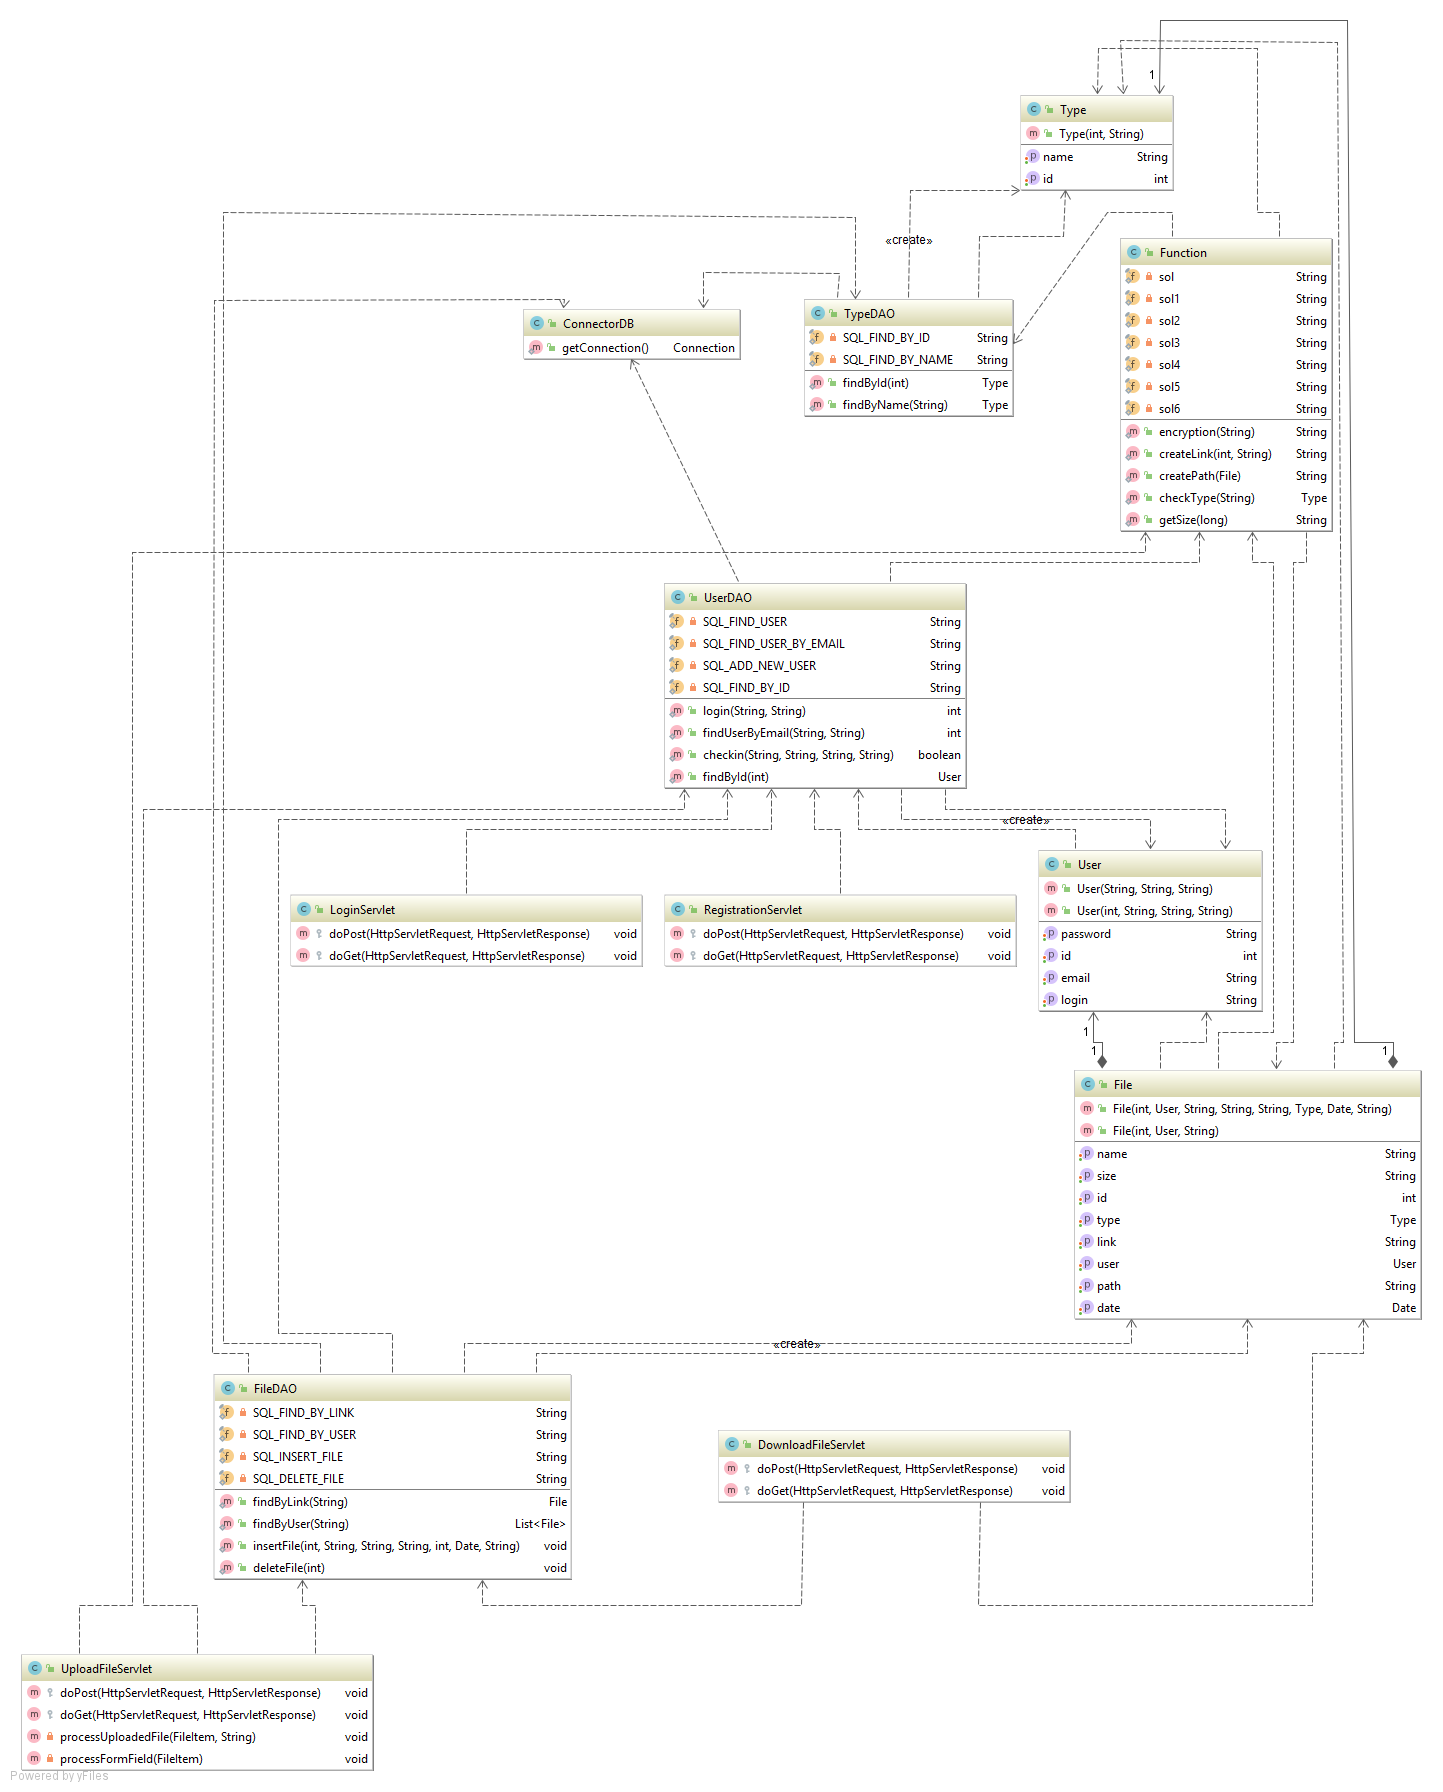 1
Type
Type(int, String)
name String
id int
«create»
Function
sol String
sol1 String
sol2 String
sol3 String
sol4 String
sol5 String
sol6 String
encryption(String) String
createLink(int, String) String
createPath(File) String
checkType(String) Type
getSize(long) String
ConnectorDB
getConnection() Connection
TypeDAO
SQL_FIND_BY_ID String
SQL_FIND_BY_NAME String
findById(int) Type
findByName(String) Type
UserDAO
SQL_FIND_USER String
SQL_FIND_USER_BY_EMAIL String
SQL_ADD_NEW_USER String
SQL_FIND_BY_ID String
login(String, String) int
findUserByEmail(String, String) int
checkin(String, String, String, String) boolean
findById(int) User
«create»
LoginServlet
doPost(HttpServletRequest, HttpServletResponse) void
doGet(HttpServletRequest, HttpServletResponse) void
RegistrationServlet
doPost(HttpServletRequest, HttpServletResponse) void
doGet(HttpServletRequest, HttpServletResponse) void
User
User(String, String, String)
User(int, String, String, String)
password String
id int
email String
login String
1
1
1
File
File(int, User, String, String, String, Type, Date, String)
File(int, User, String)
name String
size String
id int
type Type
link String
user User
path String
date Date
«create»
FileDAO
SQL_FIND_BY_LINK String
SQL_FIND_BY_USER String
SQL_INSERT_FILE String
SQL_DELETE_FILE String
findByLink(String) File
findByUser(String) List<File>
insertFile(int, String, String, String, int, Date, String) void
deleteFile(int) void
DownloadFileServlet
doPost(HttpServletRequest, HttpServletResponse) void
doGet(HttpServletRequest, HttpServletResponse) void
UploadFileServlet
doPost(HttpServletRequest, HttpServletResponse) void
doGet(HttpServletRequest, HttpServletResponse) void
processUploadedFile(FileItem, String) void
processFormField(FileItem) void
Powered by yFiles